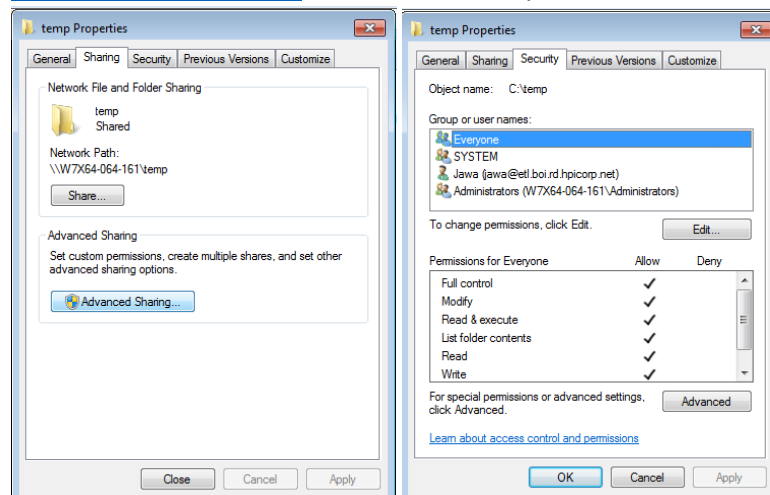 temp Properties
General Sharing Security Previous Versions Customize
Network File and Folder Sharing
temp
Shared
Network Path:
\\W7X64-064-161\temp
Share...
Advanced Sharing
Set custom permissions, create multiple shares, and set other
advanced sharing options.
Advanced Sharing...
Close Cancel Apply
temp Properties
General Sharing Security Previous Versions Customize
Object name: C:\temp
Group or user names:
Everyone
SYSTEM
Jawa (jawa@etl.boi.rd.hpicorp.net)
Administrators (W7X64-064-161\Administrators)
To change permissions, click Edit.
Edit...
Permissions for Everyone Allow Deny
Full control
Modify
Read & execute
List folder contents
Read
Write
For special permissions or advanced settings,
click Advanced.
Advanced
Learn about access control and permissions
OK Cancel Apply